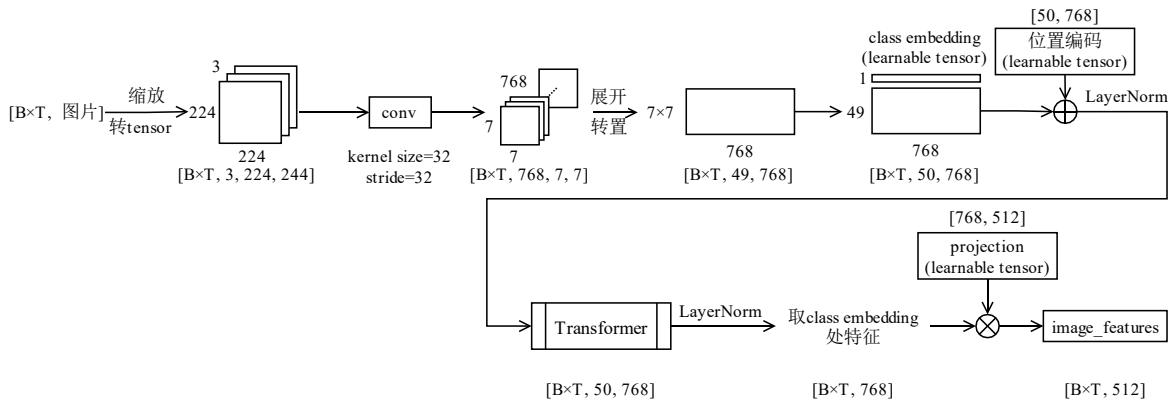 [50, 768]
class embedding
(learnable tensor)
位置编码
(learnable tensor)
3
768
1
[B×T, 图片]
缩放
转tensor
224
conv
7
展开
转置
7×7
49
LayerNorm
224
kernel size=32
stride=32
7
768
768
[B×T, 3, 224, 244]
[B×T, 768, 7, 7]
[B×T, 49, 768]
[B×T, 50, 768]
[768, 512]
projection
(learnable tensor)
Transformer
LayerNorm
取class embedding
处特征
image_features
[B×T, 50, 768]
[B×T, 768]
[B×T, 512]